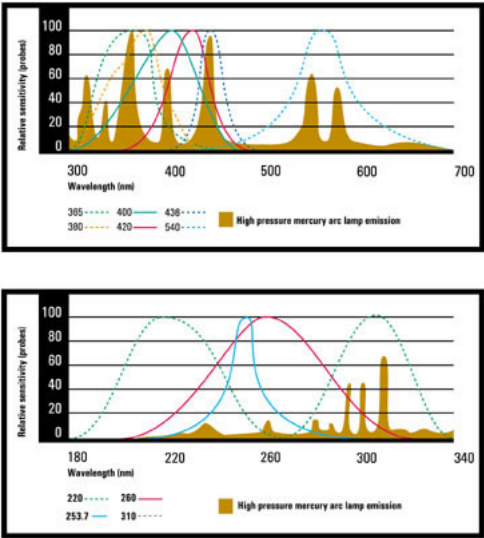 Relative sensitivity (probes)
100
80
60
40
20
0
300 400 500 600 700
Wavelength (nm)
365 400 436
380 420 540
High pressure mercury arc lamp emission
Relative sensitivity (probes)
100
80
60
40
20
0
180 220 260 300 340
Wavelength (nm)
220 260
253.7 310
High pressure mercury arc lamp emission